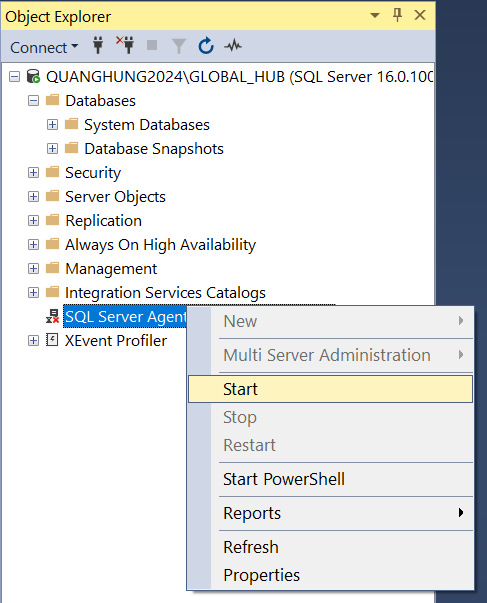 Object Explorer
Connect
QUANGHUNG2024\GLOBAL_HUB (SQL Server 16.0.100
Databases
System Databases
Database Snapshots
Security
Server Objects
Replication
Always On High Availability
Management
Integration Services Catalogs
SQL Server Agent
XEvent Profiler
New
Multi Server Administration
Start
Stop
Restart
Start PowerShell
Reports
Refresh
Properties